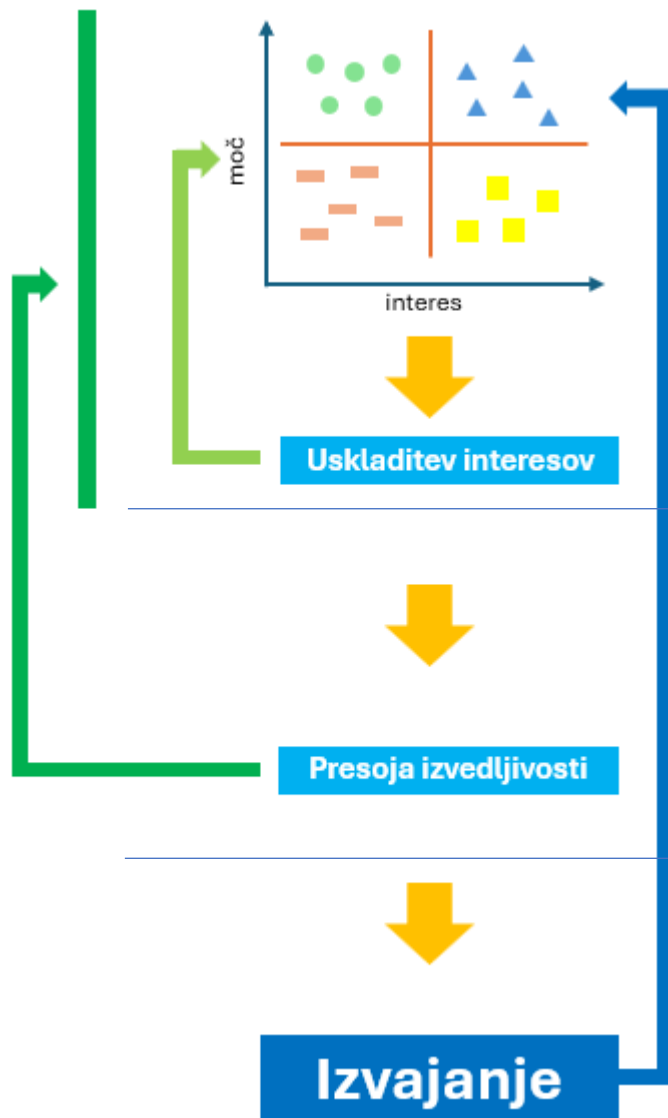 moč
interes
Uskladitev interesov
Presoja izvedljivosti
Izvajanje